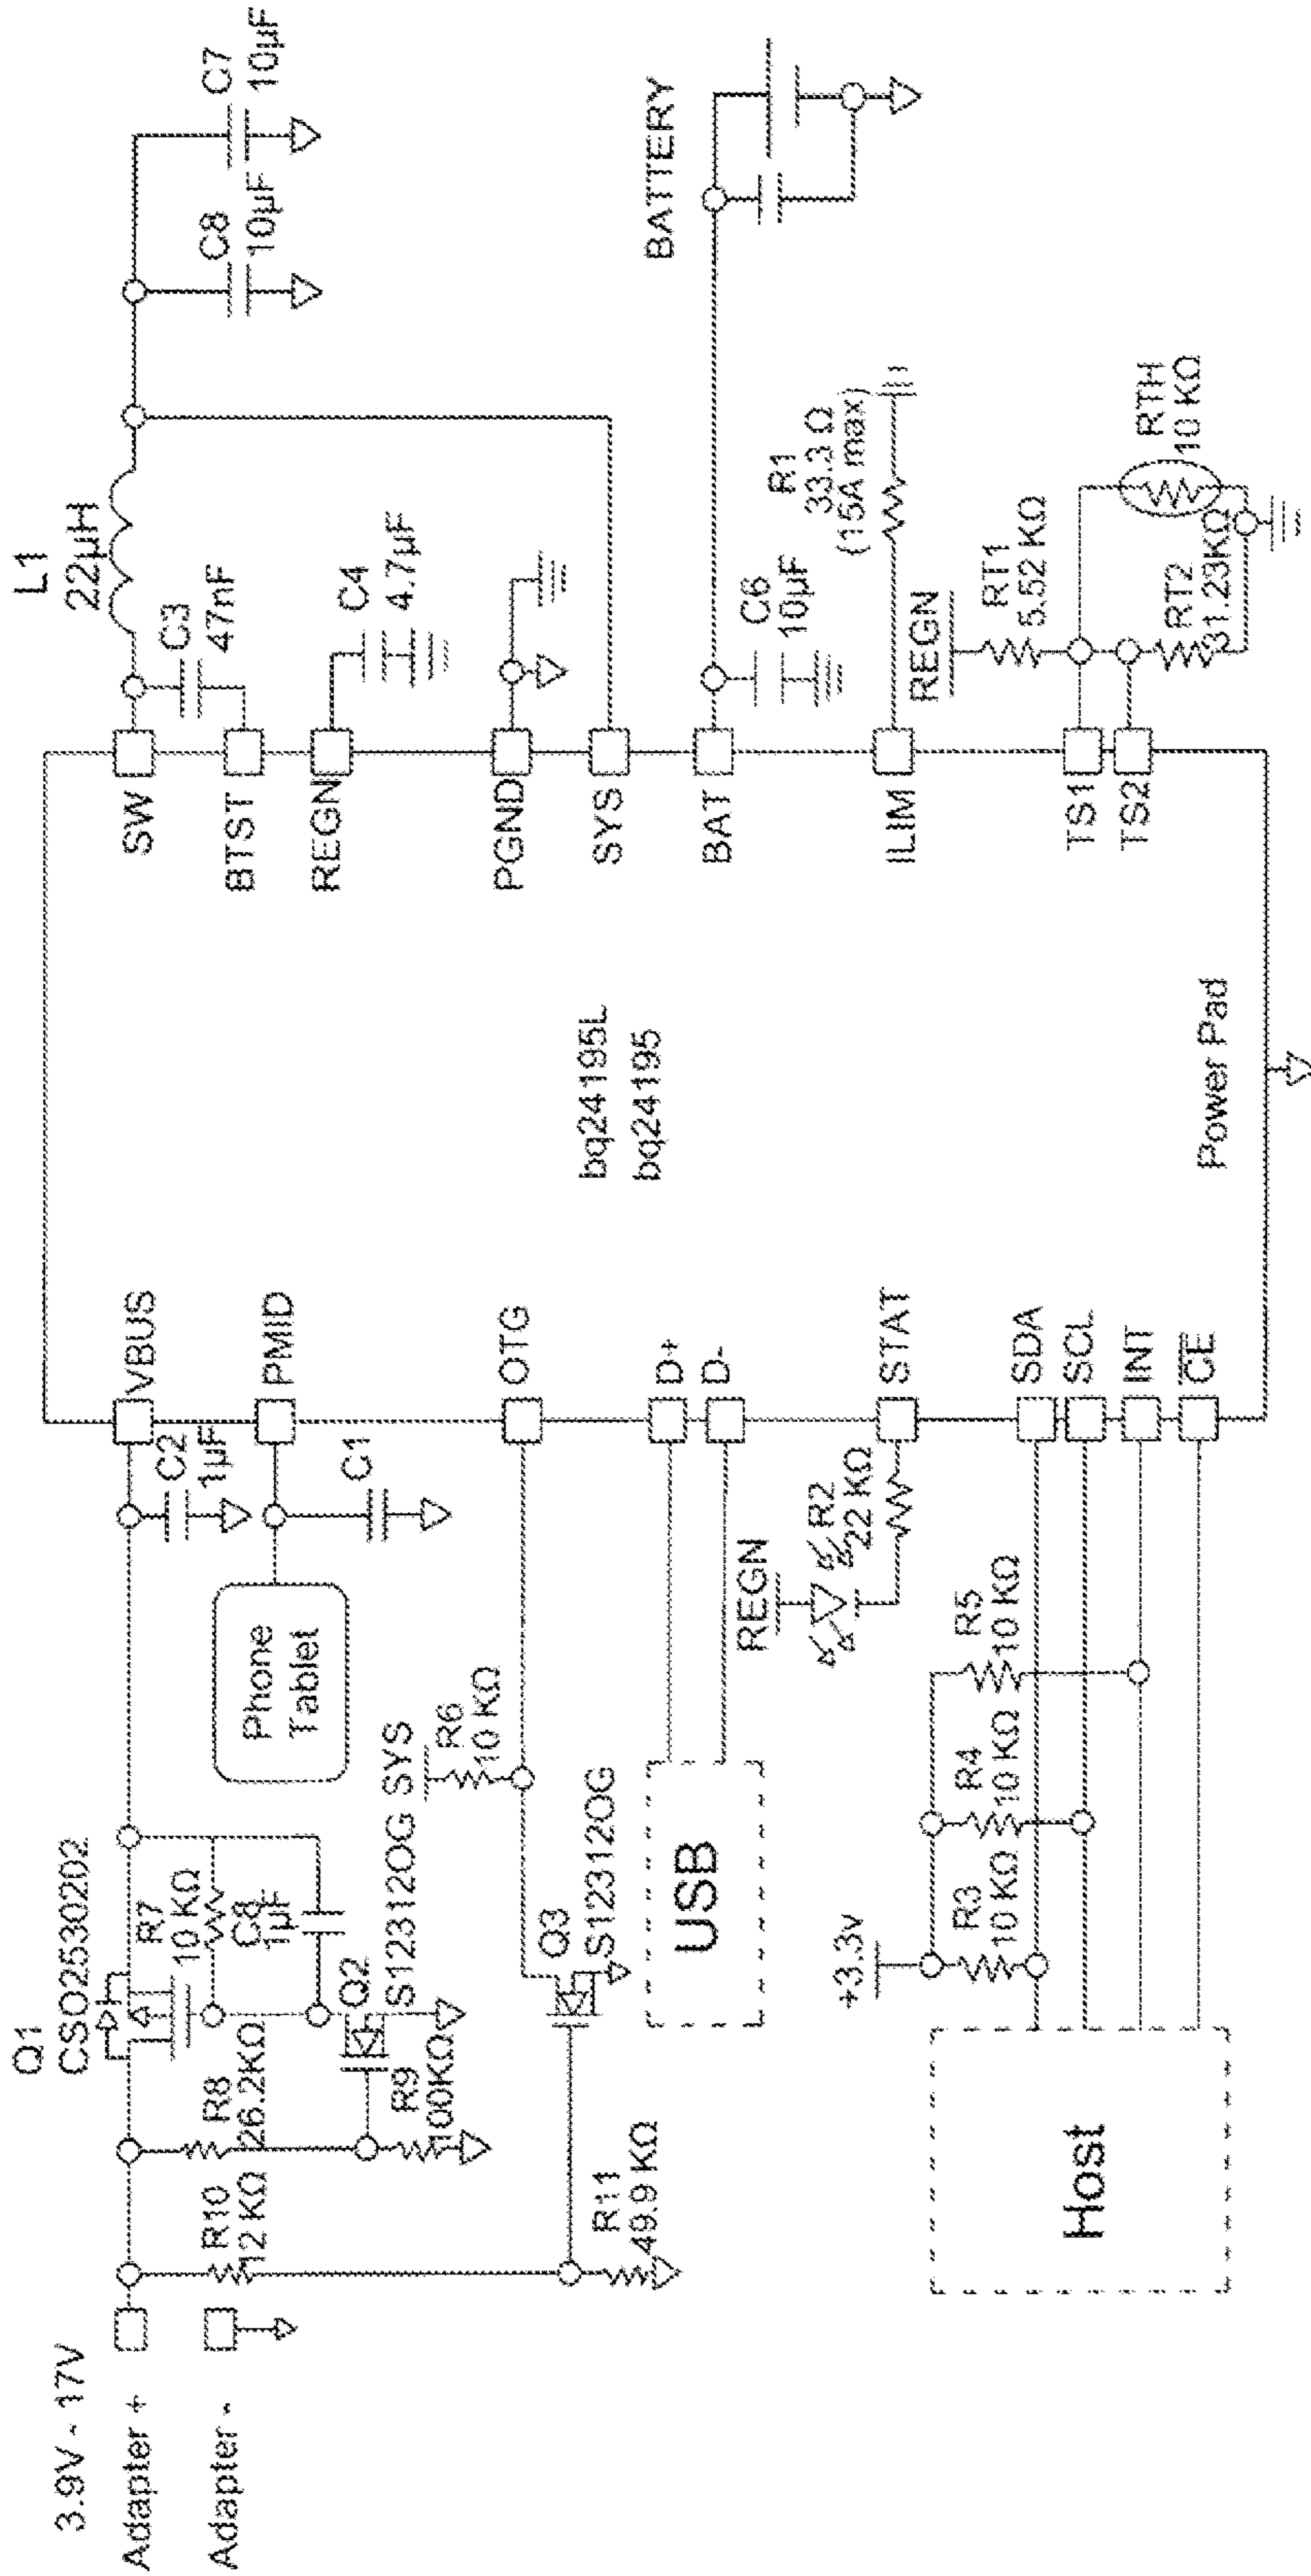 3.9V - 17V
Adapter +
Adapter -
Q1
CSO2530202
R10
12 KΩ
R8
26.2KΩ
R7
10 KΩ
C8
1µF
Q2
S12312OG
R9
100KΩ
R11
49.9 KΩ
Q3
S12312OG
SYS
R6
10 KΩ
Phone
Tablet
C2
1µF
C1
VBUS
PMID
OTG
D+
D-
STAT
SDA
SCL
INT
CE
USB
REGN
R2
22 KΩ
+3.3v
R3
10 KΩ
R4
10 KΩ
R5
10 KΩ
Host
bq24195L
bq24195
Power Pad
SW
BTST
REGN
PGND
SYS
BAT
ILIM
TS1
TS2
L1
22µH
C3
47nF
C4
4.7µF
C8
10µF
C7
10µF
BATTERY
C6
10µF
R1
33.3 Ω
(15A max)
REGN
RT1
5.52 KΩ
RT2
31.23KΩ
RTH
10 KΩ